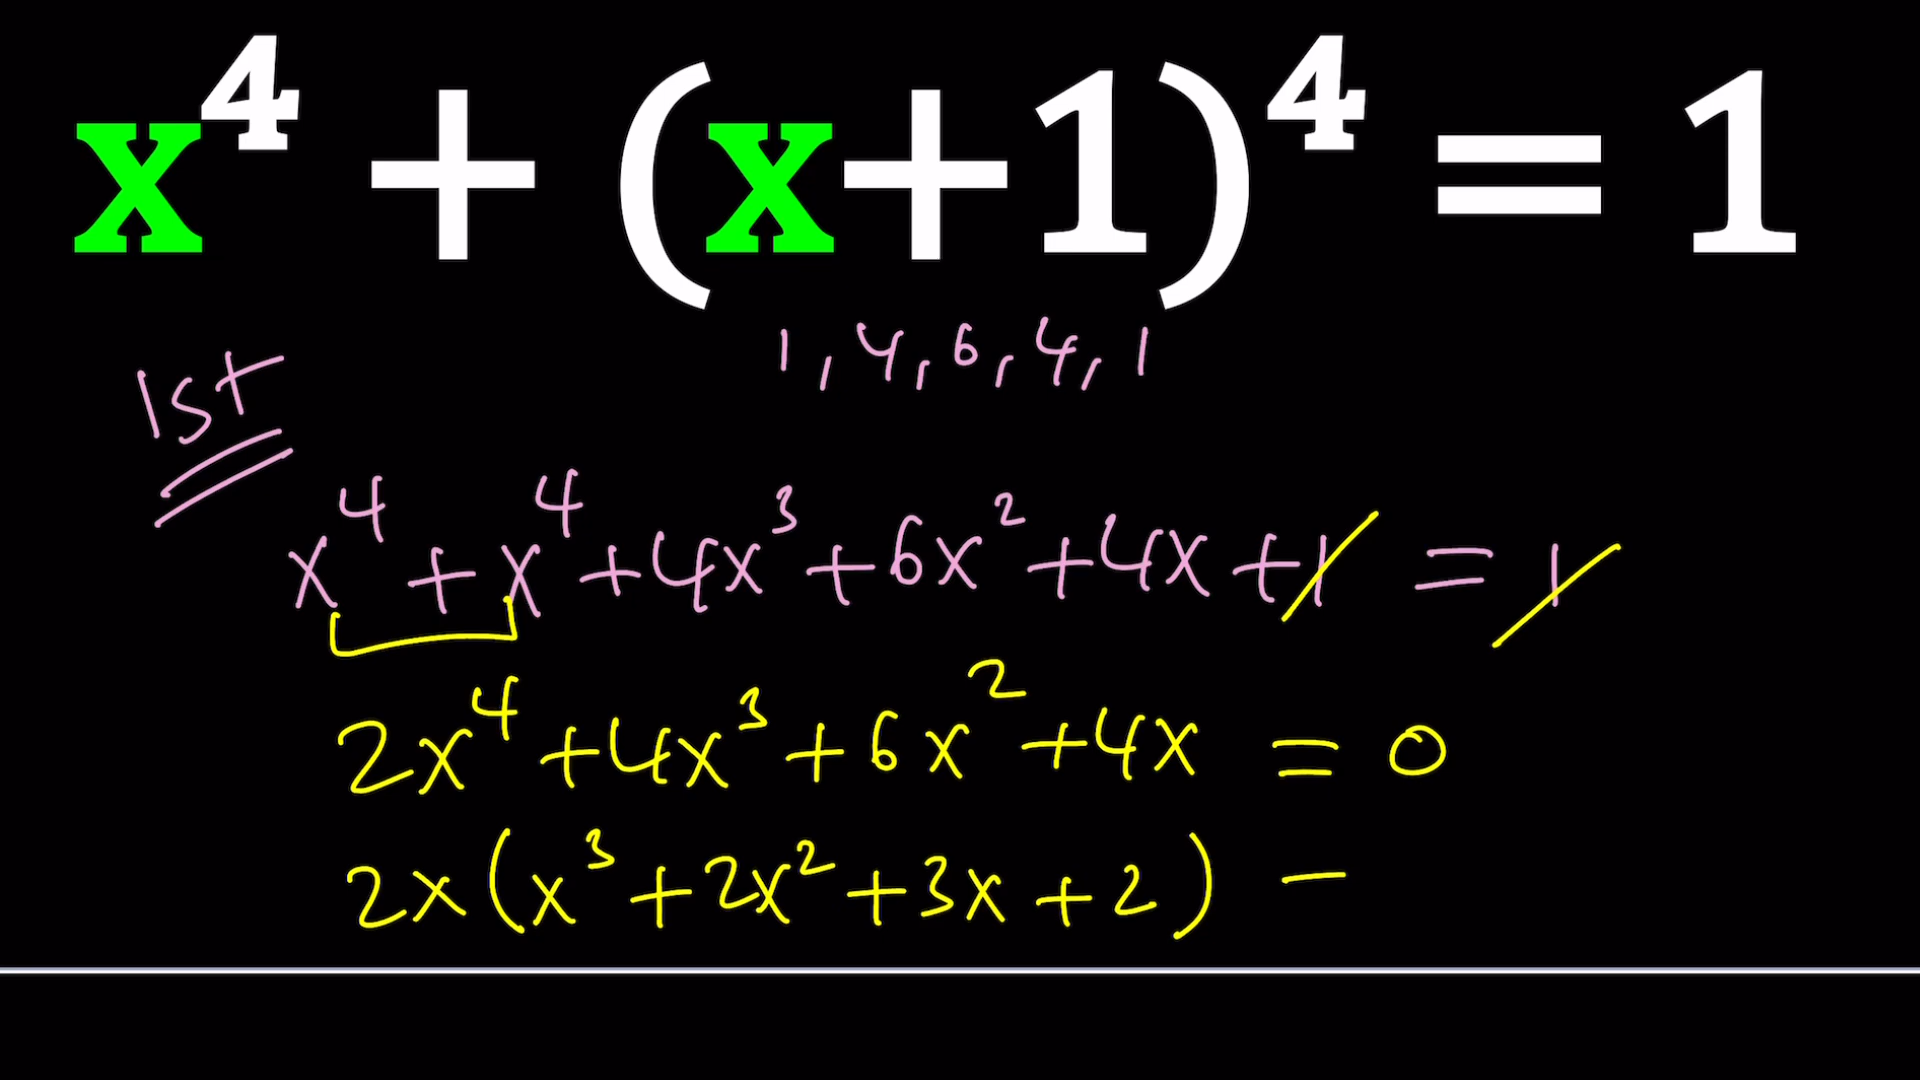 x⁴ + (x+1)⁴ = 1
1, 4, 6, 4, 1
1st
x⁴ + x⁴ + 4x³ + 6x² + 4x + 1 = 1
2x⁴ + 4x³ + 6x² + 4x = 0
2x(x³ + 2x² + 3x + 2) −